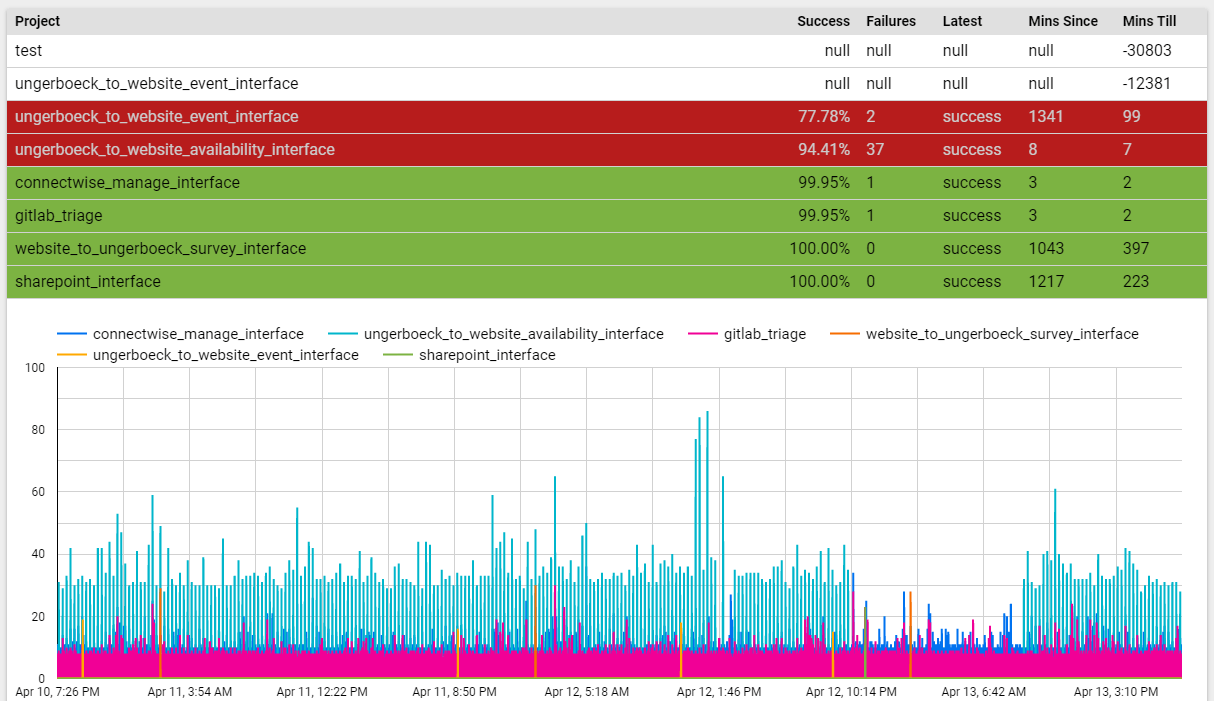 Project Success Failures Latest Mins Since Mins Till
test null null null null -30803
ungerboeck_to_website_event_interface null null null null -12381
ungerboeck_to_website_event_interface 77.78% 2 success 1341 99
ungerboeck_to_website_availability_interface 94.41% 37 success 8 7
connectwise_manage_interface 99.95% 1 success 3 2
gitlab_triage 99.95% 1 success 3 2
website_to_ungerboeck_survey_interface 100.00% 0 success 1043 397
sharepoint_interface 100.00% 0 success 1217 223
connectwise_manage_interface ungerboeck_to_website_availability_interface gitlab_triage website_to_ungerboeck_survey_interface
ungerboeck_to_website_event_interface sharepoint_interface
100
80
60
40
20
0
Apr 10, 7:26 PM Apr 11, 3:54 AM Apr 11, 12:22 PM Apr 11, 8:50 PM Apr 12, 5:18 AM Apr 12, 1:46 PM Apr 12, 10:14 PM Apr 13, 6:42 AM Apr 13, 3:10 PM